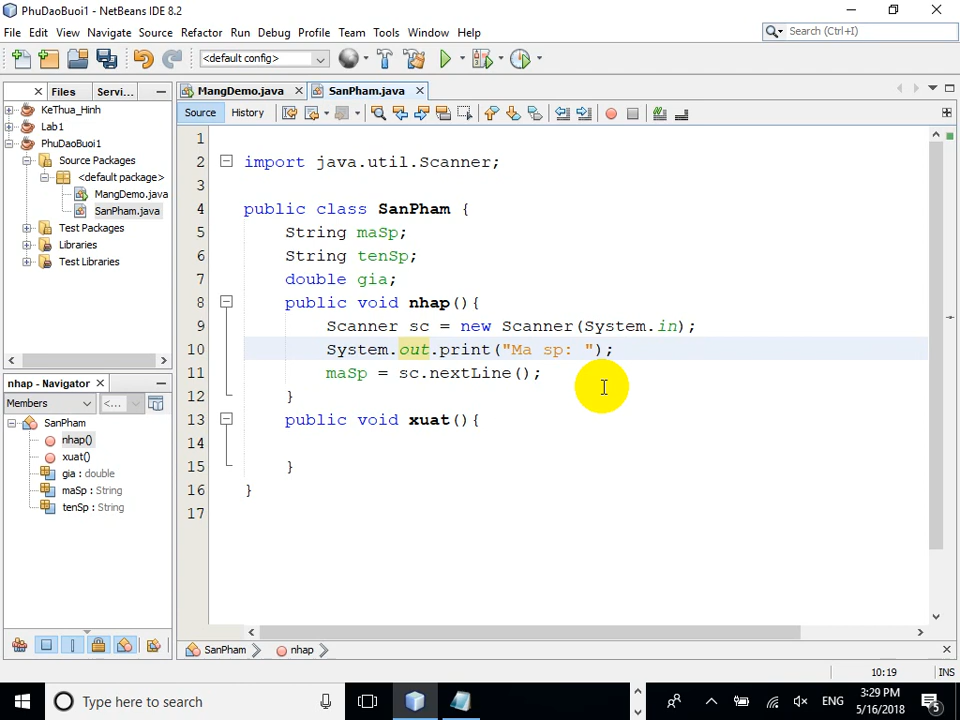 PhuDaoBuoi1 - NetBeans IDE 8.2
File Edit View Navigate Source Refactor Run Debug Profile Team Tools Window Help
Search (Ctrl+I)
<default config>
Files Servi...
MangDemo.java SanPham.java
KeThua_Hinh
Lab1
PhuDaoBuoi1
Source Packages
<default package>
MangDemo.java
SanPham.java
Test Packages
Libraries
Test Libraries
Source History
1
2 import java.util.Scanner;
3
4 public class SanPham {
5 String maSp;
6 String tenSp;
7 double gia;
8 public void nhap(){
9 Scanner sc = new Scanner(System.in);
10 System.out.print("Ma sp: ");
11 maSp = sc.nextLine();
12 }
13 public void xuat(){
14
15 }
16 }
17
nhap - Navigator
Members <...
SanPham
nhap()
xuat()
gia : double
maSp : String
tenSp : String
SanPham nhap
10:19 INS
Type here to search
ENG
3:29 PM
5/16/2018
5